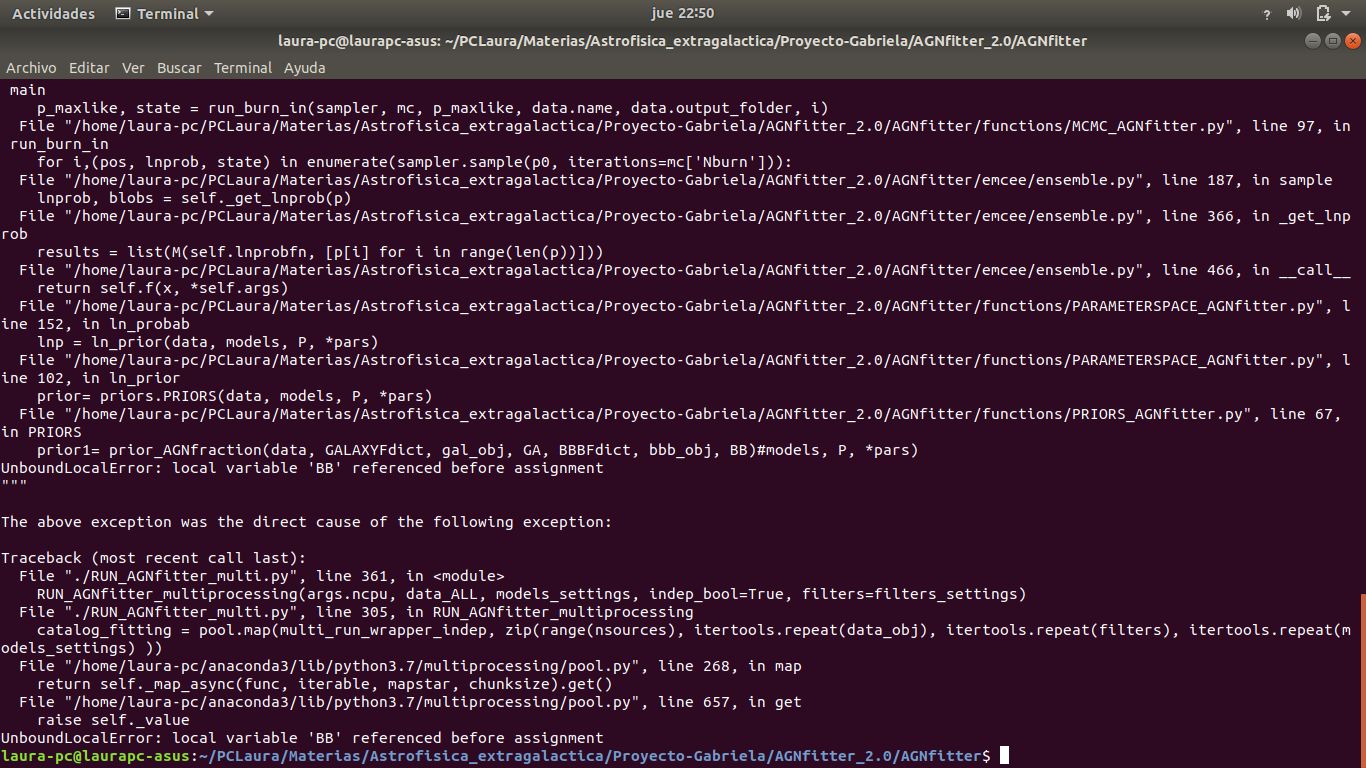 Actividades Terminal jue 22:50 ?
laura-pc@laurapc-asus: ~/PCLaura/Materias/Astrofisica_extragalactica/Proyecto-Gabriela/AGNfitter_2.0/AGNfitter
Archivo Editar Ver Buscar Terminal Ayuda
 main
    p_maxlike, state = run_burn_in(sampler, mc, p_maxlike, data.name, data.output_folder, i)
  File "/home/laura-pc/PCLaura/Materias/Astrofisica_extragalactica/Proyecto-Gabriela/AGNfitter_2.0/AGNfitter/functions/MCMC_AGNfitter.py", line 97, in
 run_burn_in
    for i,(pos, lnprob, state) in enumerate(sampler.sample(p0, iterations=mc['Nburn'])):
  File "/home/laura-pc/PCLaura/Materias/Astrofisica_extragalactica/Proyecto-Gabriela/AGNfitter_2.0/AGNfitter/emcee/ensemble.py", line 187, in sample
    lnprob, blobs = self._get_lnprob(p)
  File "/home/laura-pc/PCLaura/Materias/Astrofisica_extragalactica/Proyecto-Gabriela/AGNfitter_2.0/AGNfitter/emcee/ensemble.py", line 366, in _get_lnp
rob
    results = list(M(self.lnprobfn, [p[i] for i in range(len(p))]))
  File "/home/laura-pc/PCLaura/Materias/Astrofisica_extragalactica/Proyecto-Gabriela/AGNfitter_2.0/AGNfitter/emcee/ensemble.py", line 466, in __call__
    return self.f(x, *self.args)
  File "/home/laura-pc/PCLaura/Materias/Astrofisica_extragalactica/Proyecto-Gabriela/AGNfitter_2.0/AGNfitter/functions/PARAMETERSPACE_AGNfitter.py", l
ine 152, in ln_probab
    lnp = ln_prior(data, models, P, *pars)
  File "/home/laura-pc/PCLaura/Materias/Astrofisica_extragalactica/Proyecto-Gabriela/AGNfitter_2.0/AGNfitter/functions/PARAMETERSPACE_AGNfitter.py", l
ine 102, in ln_prior
    prior= priors.PRIORS(data, models, P, *pars)
  File "/home/laura-pc/PCLaura/Materias/Astrofisica_extragalactica/Proyecto-Gabriela/AGNfitter_2.0/AGNfitter/functions/PRIORS_AGNfitter.py", line 67,
in PRIORS
    prior1= prior_AGNfraction(data, GALAXYFdict, gal_obj, GA, BBBFdict, bbb_obj, BB)#models, P, *pars)
UnboundLocalError: local variable 'BB' referenced before assignment
"""

The above exception was the direct cause of the following exception:

Traceback (most recent call last):
  File "./RUN_AGNfitter_multi.py", line 361, in <module>
    RUN_AGNfitter_multiprocessing(args.ncpu, data_ALL, models_settings, indep_bool=True, filters=filters_settings)
  File "./RUN_AGNfitter_multi.py", line 305, in RUN_AGNfitter_multiprocessing
    catalog_fitting = pool.map(multi_run_wrapper_indep, zip(range(nsources), itertools.repeat(data_obj), itertools.repeat(filters), itertools.repeat(m
odels_settings) ))
  File "/home/laura-pc/anaconda3/lib/python3.7/multiprocessing/pool.py", line 268, in map
    return self._map_async(func, iterable, mapstar, chunksize).get()
  File "/home/laura-pc/anaconda3/lib/python3.7/multiprocessing/pool.py", line 657, in get
    raise self._value
UnboundLocalError: local variable 'BB' referenced before assignment
laura-pc@laurapc-asus:~/PCLaura/Materias/Astrofisica_extragalactica/Proyecto-Gabriela/AGNfitter_2.0/AGNfitter$